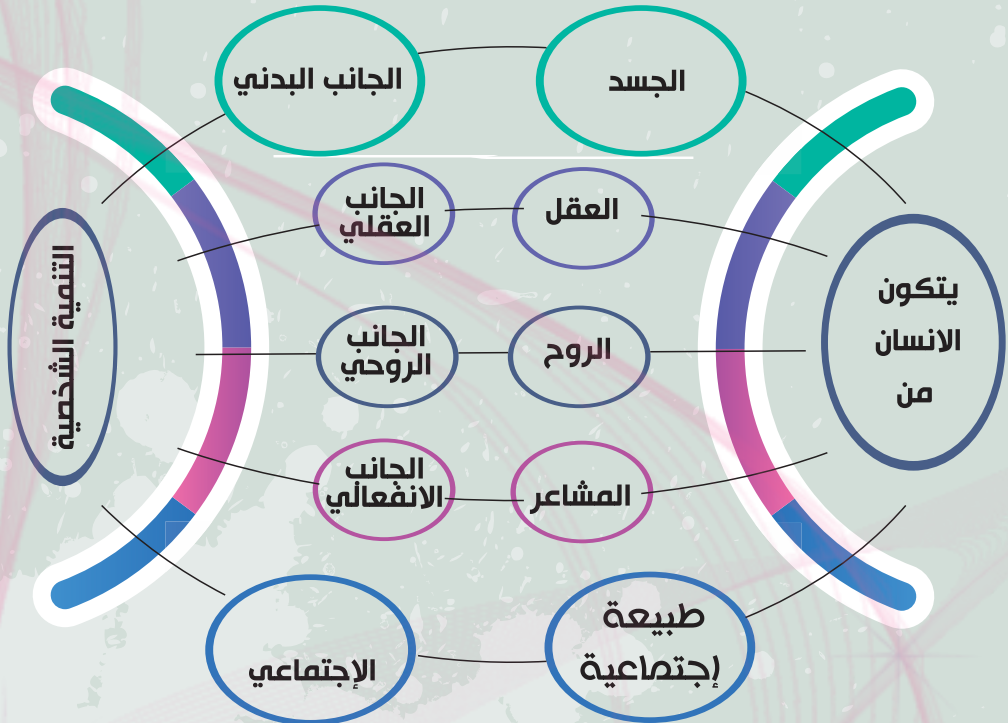 الجسد
الجانب البدني
العقل
الجانب
العقلي
يتكون
الانسان
من
الروح
الجانب
الروحي
التنمية الشخصية
المشاعر
الجانب
الانفعالي
طبيعة
إجتماعية
الإجتماعي